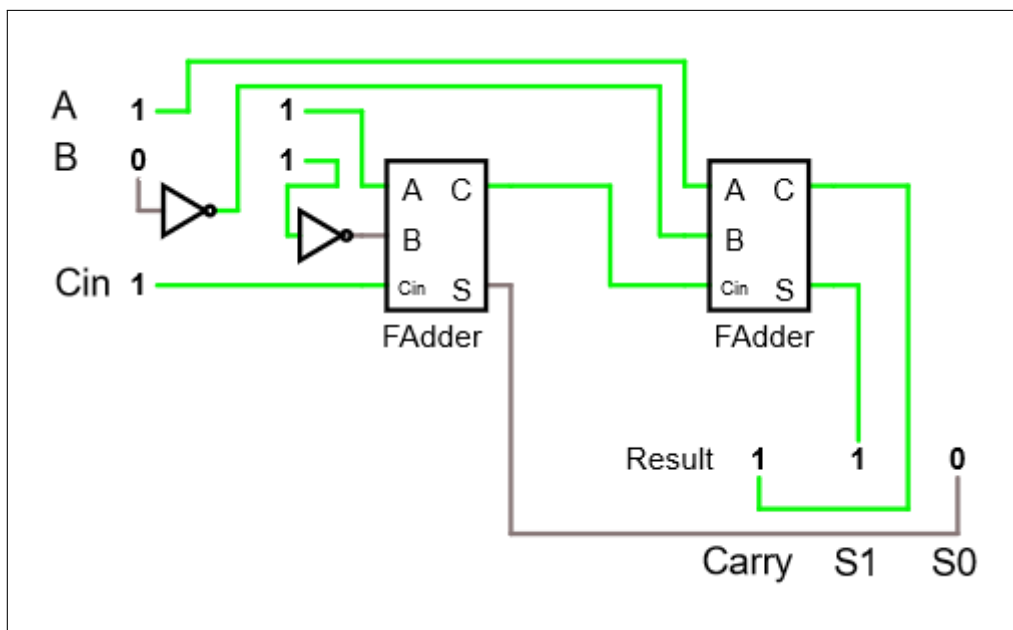 A 1 1
B 0 1
A C A C
B B
Cin 1 Cin S Cin S
FAdder FAdder
Result 1 1 0
Carry S1 S0